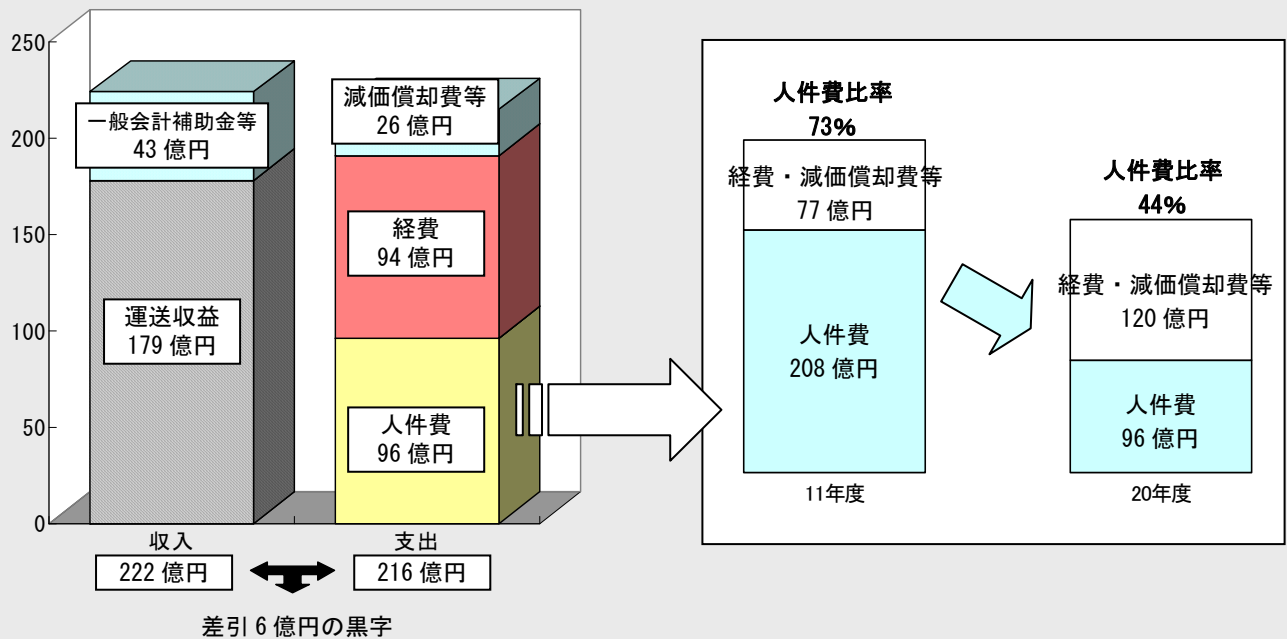 250
200
150
100
50
0
一般会計補助金等
43 億円
運送収益
179 億円
減価償却費等
26 億円
経費
94 億円
人件費
96 億円
収入
222 億円
支出
216 億円
差引 6 億円の黒字
人件費比率
73%
経費・減価償却費等
77 億円
人件費
208 億円
11年度
人件費比率
44%
経費・減価償却費等
120 億円
人件費
96 億円
20年度